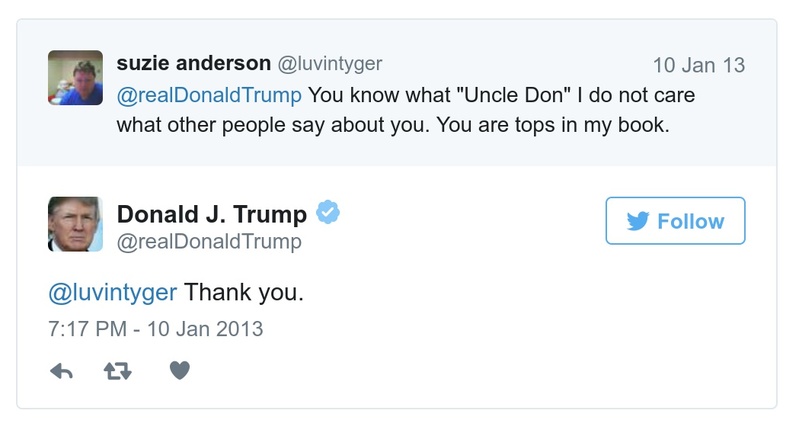 suzie anderson @luvintyger 10 Jan 13
@realDonaldTrump You know what "Uncle Don" I do not care
what other people say about you. You are tops in my book.
Donald J. Trump
@realDonaldTrump
Follow
@luvintyger Thank you.
7:17 PM - 10 Jan 2013